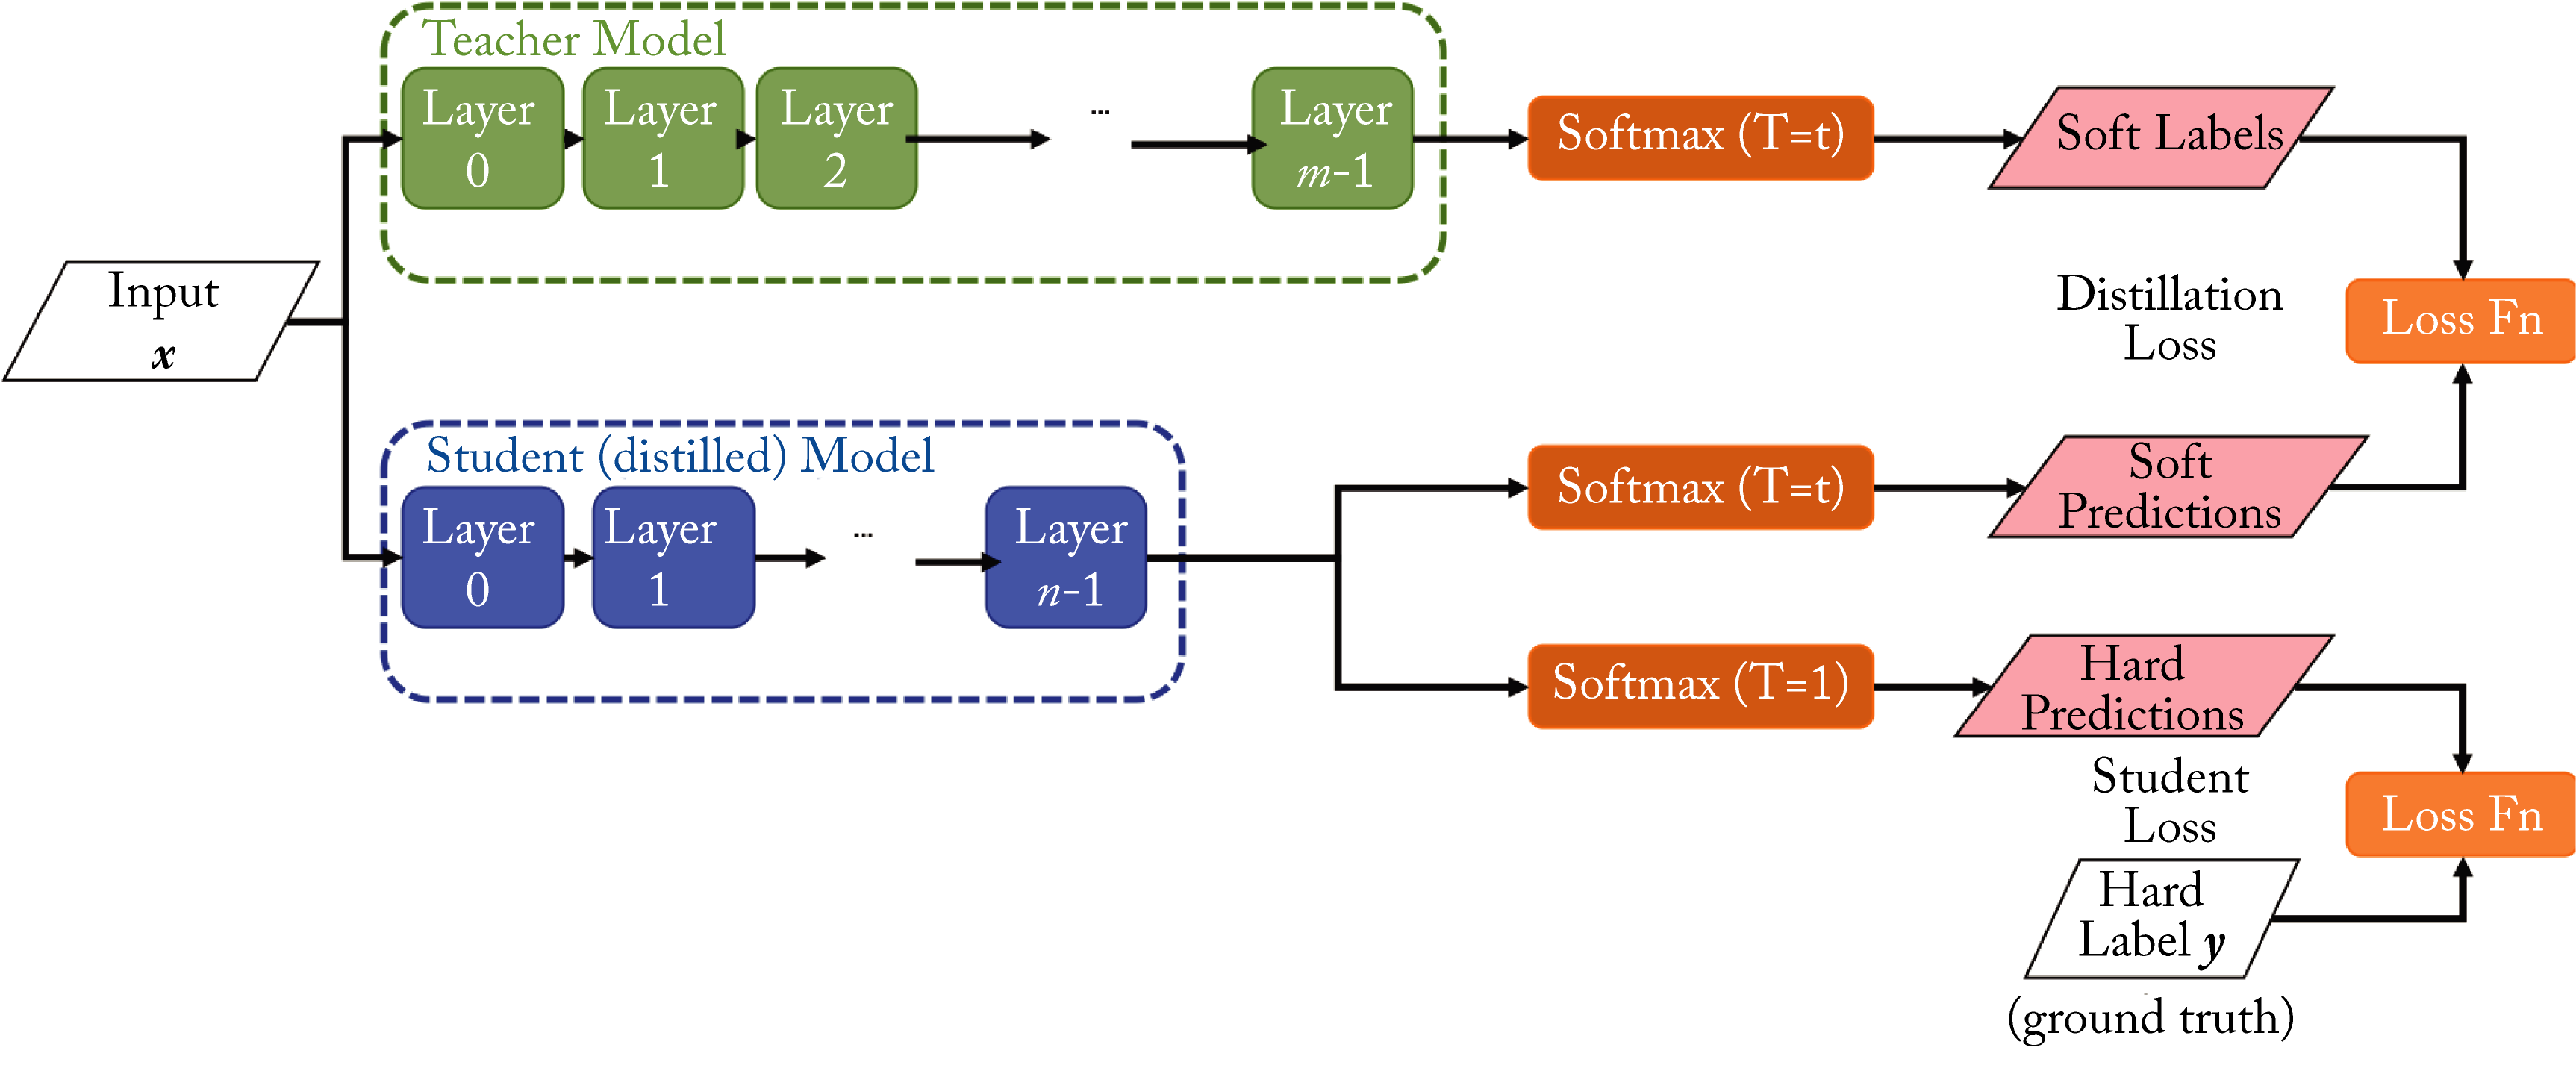 Teacher Model
Layer
0
Layer
1
Layer
2
...
Layer
m-1
Softmax (T=t)
Soft Labels
Input
x
Distillation
Loss
Loss Fn
Student (distilled) Model
Layer
0
Layer
1
...
Layer
n-1
Softmax (T=t)
Soft
Predictions
Softmax (T=1)
Hard
Predictions
Student
Loss
Loss Fn
Hard
Label y
(ground truth)